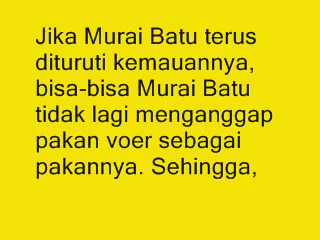 Jika Murai Batu terus
dituruti kemauannya,
bisa-bisa Murai Batu
tidak lagi menganggap
pakan voer sebagai
pakannya. Sehingga,